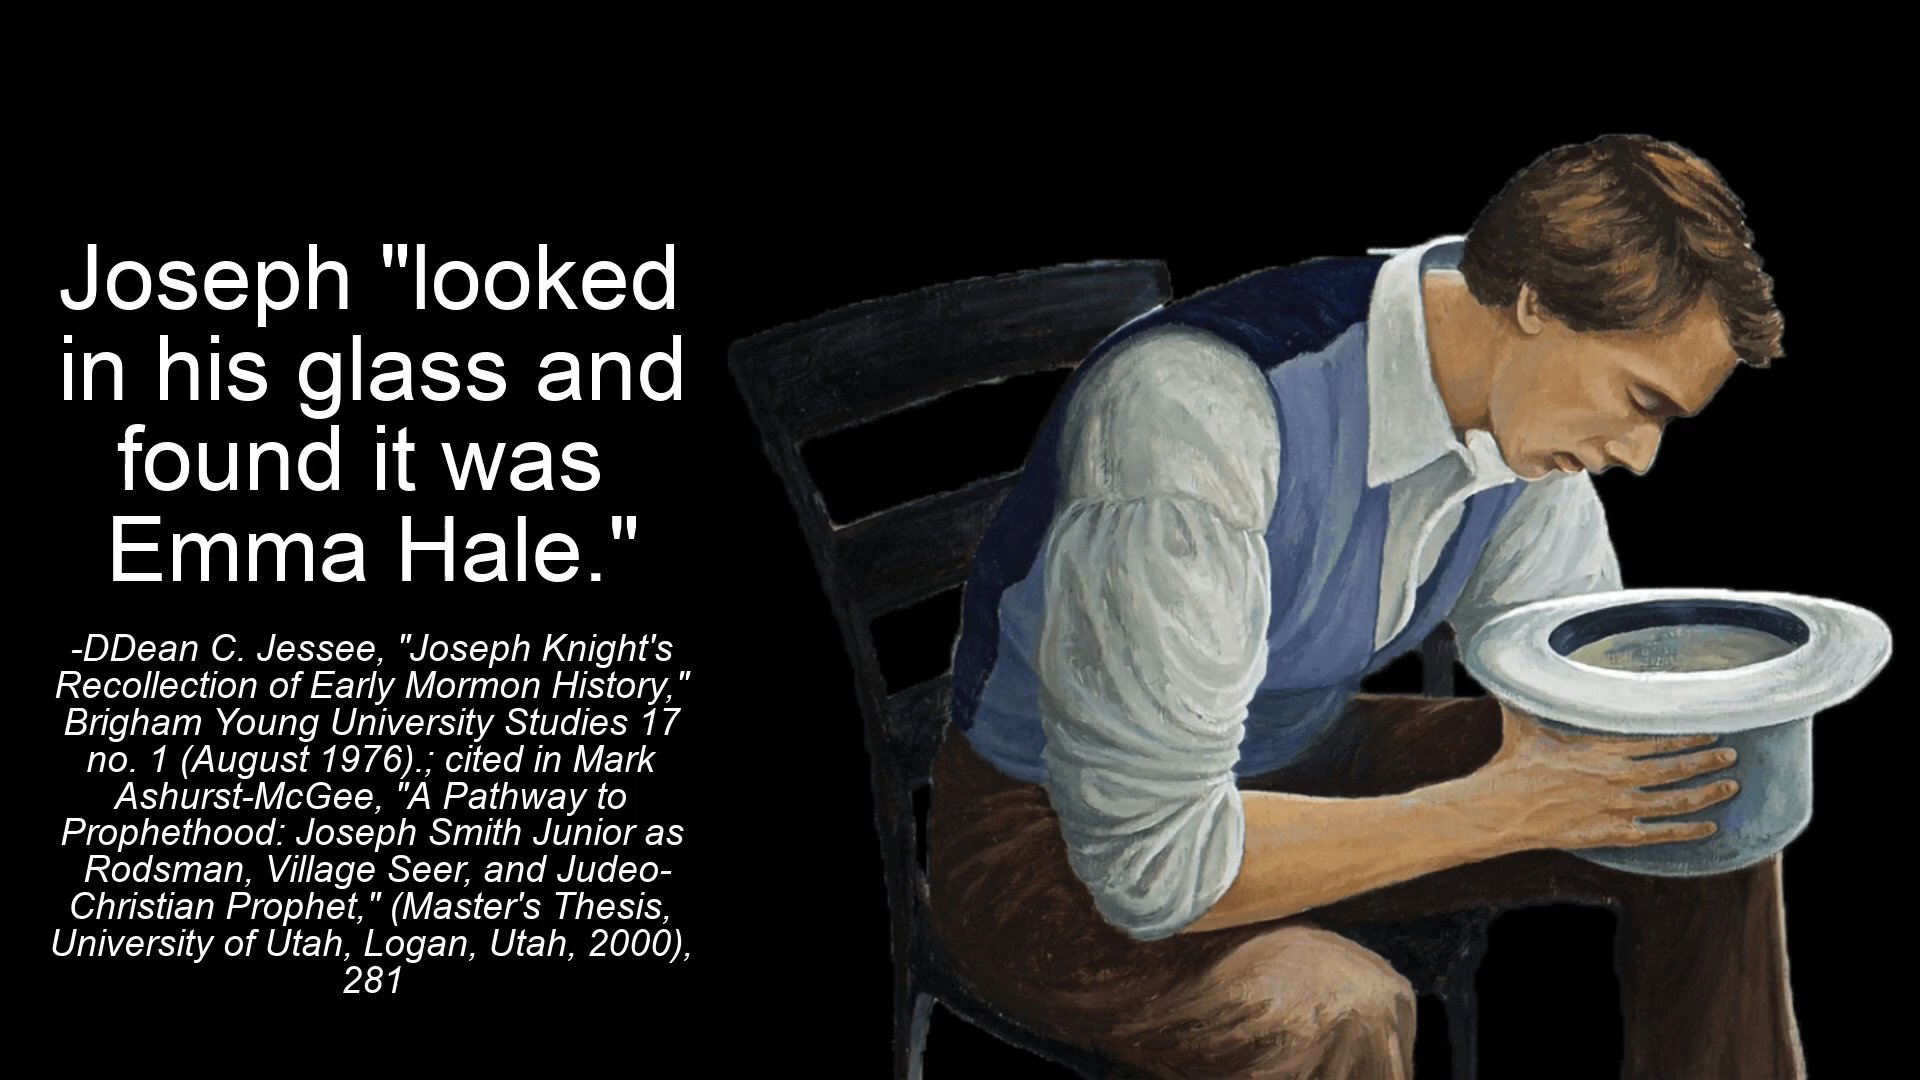 Joseph "looked
in his glass and
found it was
Emma Hale."
-DDean C. Jessee, "Joseph Knight's
Recollection of Early Mormon History,"
Brigham Young University Studies 17
no. 1 (August 1976).; cited in Mark
Ashurst-McGee, "A Pathway to
Prophethood: Joseph Smith Junior as
Rodsman, Village Seer, and Judeo-
Christian Prophet," (Master's Thesis,
University of Utah, Logan, Utah, 2000),
281